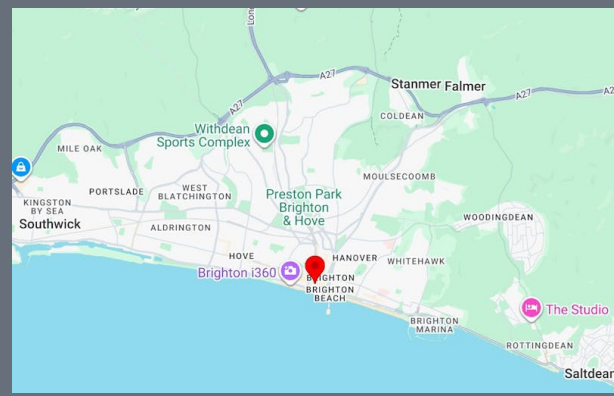 Lon
A27
Stanmer
Falmer
A27
A27
COLDEAN
Withdean
Sports Complex
MILE OAK
MOULSECOOMB
PORTSLADE
WEST
BLATCHINGTON
Preston Park
Brighton
& Hove
KINGSTON
BY SEA
Southwick
ALDRINGTON
WOODINGDEAN
HOVE
HANOVER
WHITEHAWK
Brighton i360
BRIGHTON
BRIGHTON
BEACH
The Studio
BRIGHTON
MARINA
ROTTINGDEAN
Saltdean